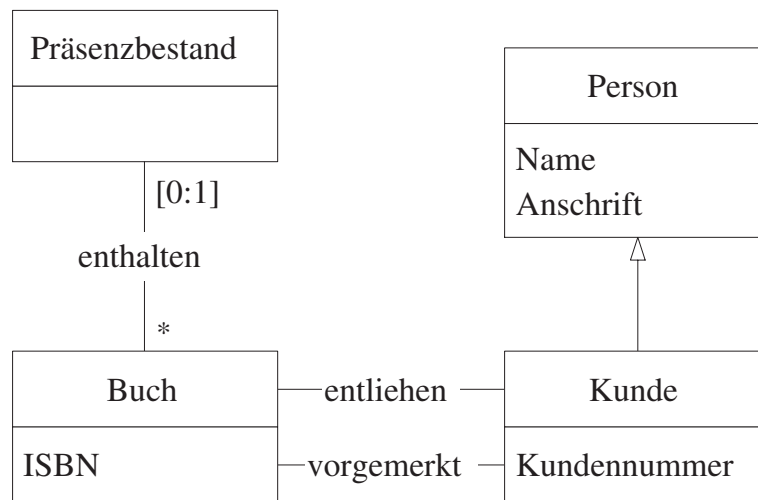 Präsenzbestand
Person
Name
Anschrift
[0:1]
enthalten
*
Buch
entliehen
Kunde
ISBN
vorgemerkt
Kundennummer